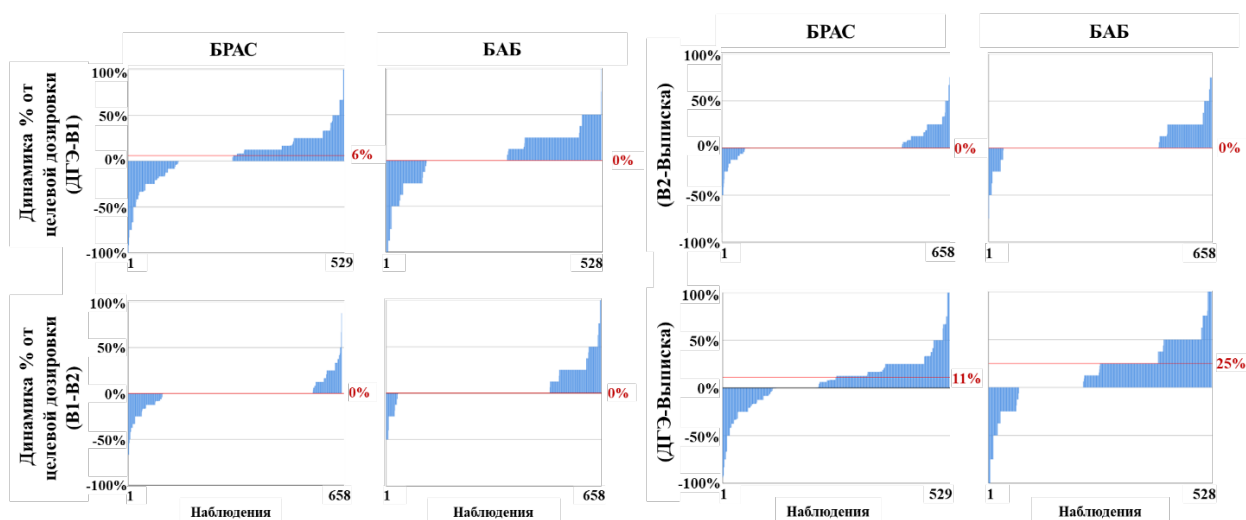 БРАС
БАБ
Динамика % от
целевой дозировки
(ДГЭ-В1)
100%
50%
0%
-50%
-100%
6%
0%
1
529
1
528
Динамика % от
целевой дозировки
(В1-В2)
100%
50%
0%
-50%
-100%
0%
0%
1
658
1
658
Наблюдения
Наблюдения
БРАС
БАБ
(В2-Выписка)
100%
50%
0%
-50%
-100%
0%
0%
1
658
1
658
(ДГЭ-Выписка)
100%
50%
0%
-50%
-100%
11%
25%
1
529
1
528
Наблюдения
Наблюдения